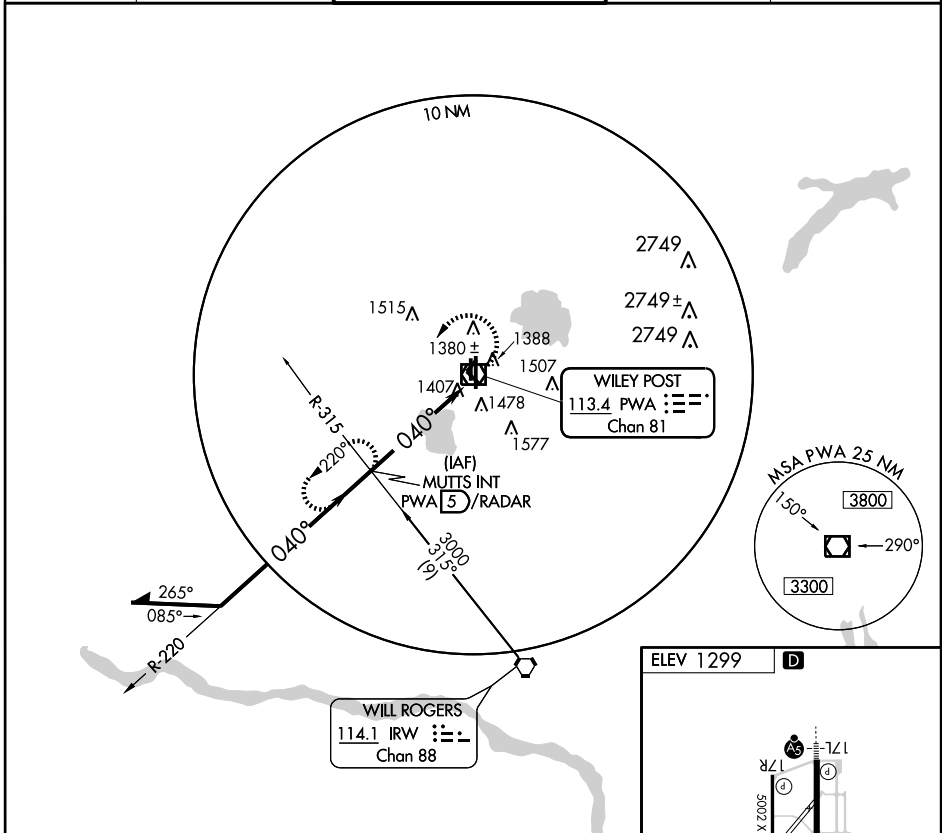 10 NM
2749
2749±
2749
1515
1380 ±
1388
1507
1407
1478
1577
WILEY POST
113.4 PWA
Chan 81
R-315
040°
220°
(IAF)
MUTTS INT
PWA 5 /RADAR
040°
3000
315°
(9)
265°
085°
R-220
MSA PWA 25 NM
150°
3800
290°
3300
WILL ROGERS
114.1 IRW
Chan 88
ELEV 1299 D
A5
17L
17R
P
P
5002 X